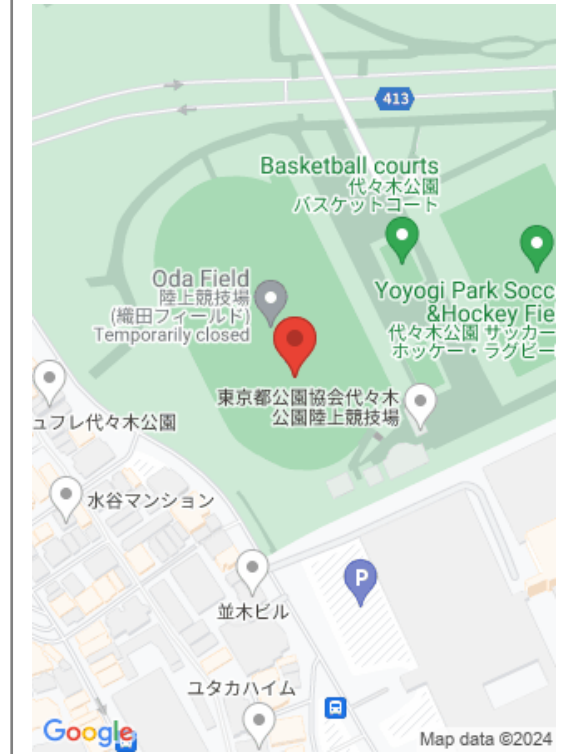 413
Basketball courts
代々木公園
バスケットコート
Oda Field
陸上競技場
(織田フィールド)
Temporarily closed
Yoyogi Park Socc
&Hockey Fie
代々木公園 サッカー
ホッケー・ラグビー
東京都公園協会代々木
公園陸上競技場
ュフレ代々木公園
水谷マンション
P
並木ビル
ユタカハイム
Google
Map data ©2024